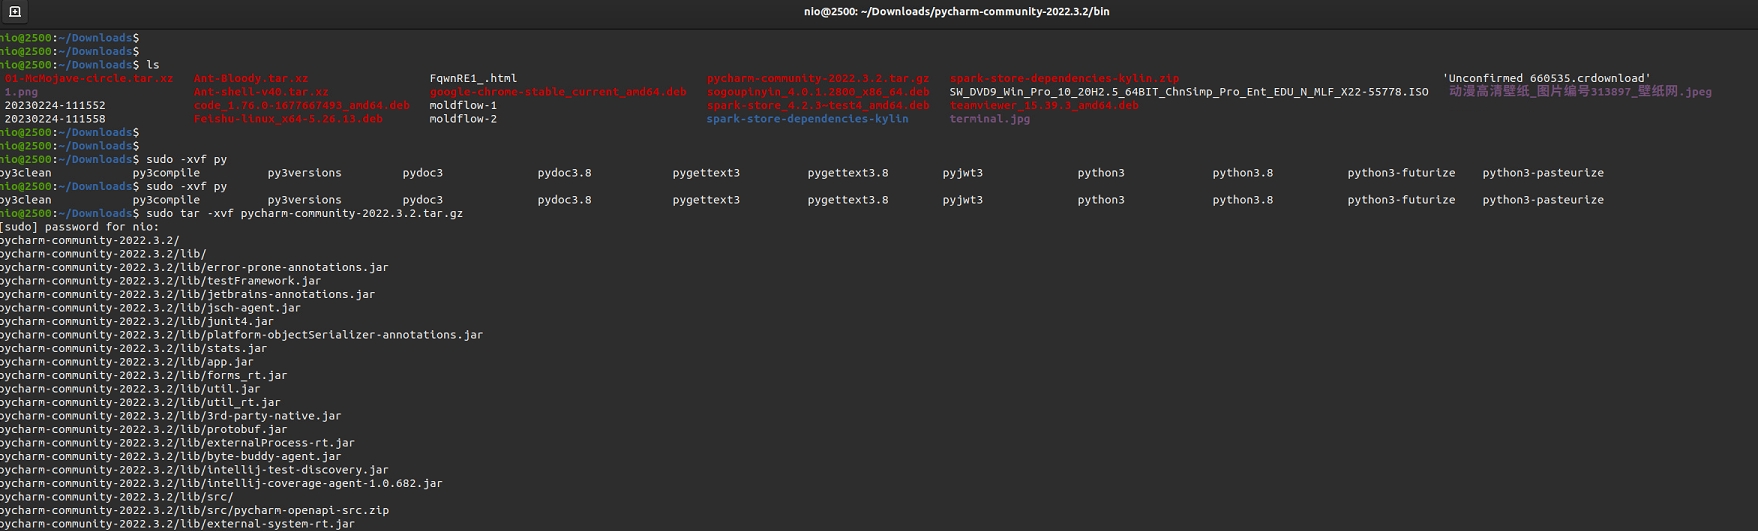 nio@2500: ~/Downloads/pycharm-community-2022.3.2/bin
nio@2500:~/Downloads$
nio@2500:~/Downloads$
nio@2500:~/Downloads$ ls
01-McMojave-circle.tar.xz Ant-Bloody.tar.xz FqwnRE1_.html pycharm-community-2022.3.2.tar.gz spark-store-dependencies-kylin.zip 'Unconfirmed 660535.crdownload'
1.png Ant-shell-v40.tar.xz google-chrome-stable_current_amd64.deb sogoupinyin_4.0.1.2800_x86_64.deb SW_DVD9_Win_Pro_10_20H2.5_64BIT_ChnSimp_Pro_Ent_EDU_N_MLF_X22-55778.ISO 动漫高清壁纸_图片编号313897_壁纸网.jpeg
20230224-111552 code_1.76.0-1677667493_amd64.deb moldflow-1 spark-store_4.2.3~test4_amd64.deb teamviewer_15.39.3_amd64.deb
20230224-111558 Feishu-linux_x64-5.26.13.deb moldflow-2 spark-store-dependencies-kylin terminal.jpg
nio@2500:~/Downloads$
nio@2500:~/Downloads$
nio@2500:~/Downloads$ sudo -xvf py
py3clean py3compile py3versions pydoc3 pydoc3.8 pygettext3 pygettext3.8 pyjwt3 python3 python3.8 python3-futurize python3-pasteurize
nio@2500:~/Downloads$ sudo -xvf py
py3clean py3compile py3versions pydoc3 pydoc3.8 pygettext3 pygettext3.8 pyjwt3 python3 python3.8 python3-futurize python3-pasteurize
nio@2500:~/Downloads$ sudo tar -xvf pycharm-community-2022.3.2.tar.gz
[sudo] password for nio:
pycharm-community-2022.3.2/
pycharm-community-2022.3.2/lib/
pycharm-community-2022.3.2/lib/error-prone-annotations.jar
pycharm-community-2022.3.2/lib/testFramework.jar
pycharm-community-2022.3.2/lib/jetbrains-annotations.jar
pycharm-community-2022.3.2/lib/jsch-agent.jar
pycharm-community-2022.3.2/lib/junit4.jar
pycharm-community-2022.3.2/lib/platform-objectSerializer-annotations.jar
pycharm-community-2022.3.2/lib/stats.jar
pycharm-community-2022.3.2/lib/app.jar
pycharm-community-2022.3.2/lib/forms_rt.jar
pycharm-community-2022.3.2/lib/util.jar
pycharm-community-2022.3.2/lib/util_rt.jar
pycharm-community-2022.3.2/lib/3rd-party-native.jar
pycharm-community-2022.3.2/lib/protobuf.jar
pycharm-community-2022.3.2/lib/externalProcess-rt.jar
pycharm-community-2022.3.2/lib/byte-buddy-agent.jar
pycharm-community-2022.3.2/lib/intellij-test-discovery.jar
pycharm-community-2022.3.2/lib/intellij-coverage-agent-1.0.682.jar
pycharm-community-2022.3.2/lib/src/
pycharm-community-2022.3.2/lib/src/pycharm-openapi-src.zip
pycharm-community-2022.3.2/lib/external-system-rt.jar